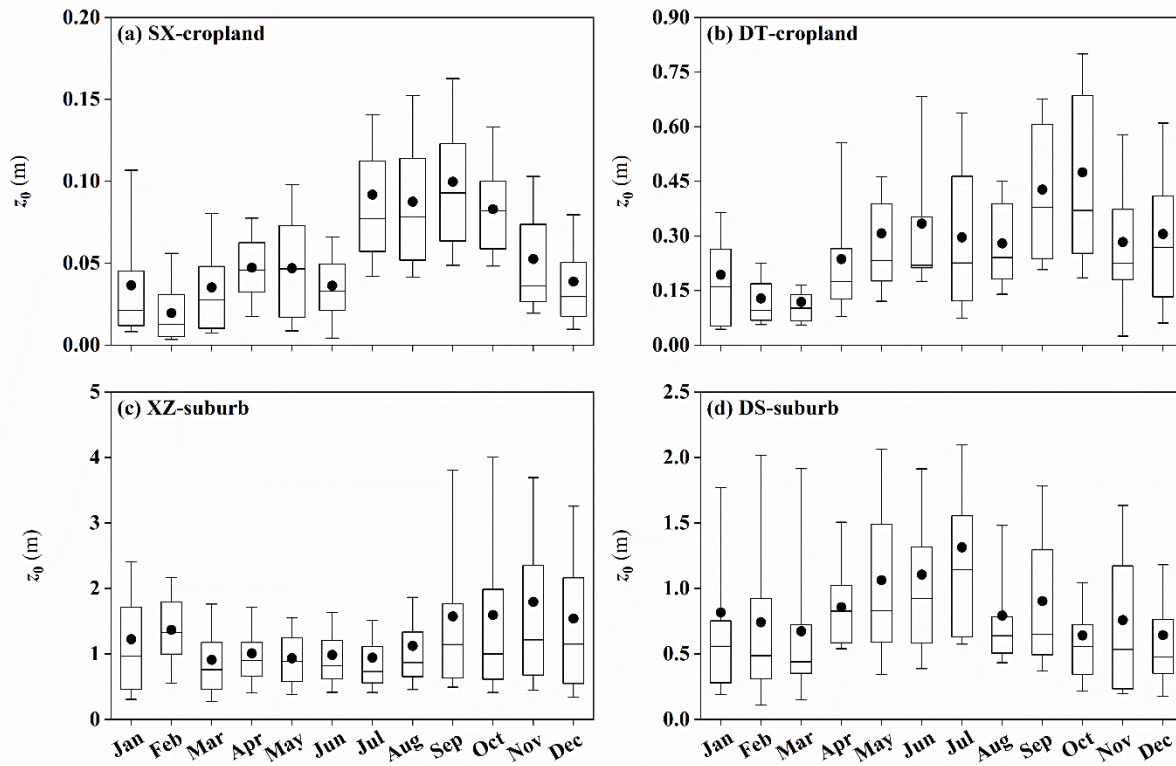 (a) SX-cropland
0.20
0.15
0.10
0.05
0.00
z0 (m)
(b) DT-cropland
0.90
0.75
0.60
0.45
0.30
0.15
0.00
z0 (m)
(c) XZ-suburb
5
4
3
2
1
0
z0 (m)
Jan Feb Mar Apr May Jun Jul Aug Sep Oct Nov Dec
(d) DS-suburb
2.5
2.0
1.5
1.0
0.5
0.0
z0 (m)
Jan Feb Mar Apr May Jun Jul Aug Sep Oct Nov Dec